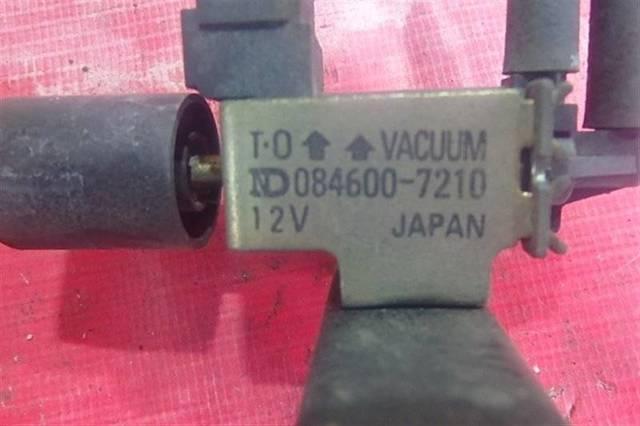 T·O ⬆ ⬆ VACUUM
ND 084600-7210
12V JAPAN